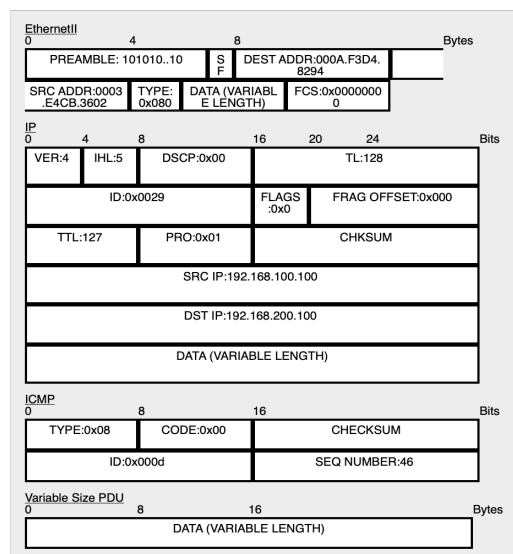 EthernetII
0 4 8 Bytes
PREAMBLE: 101010..10 S F DEST ADDR:000A.F3D4. 8294
SRC ADDR:0003 .E4CB.3602 TYPE: 0x080 DATA (VARIABL E LENGTH) FCS:0x0000000 0
IP
0 4 8 16 20 24 Bits
VER:4 IHL:5 DSCP:0x00 TL:128
ID:0x0029 FLAGS :0x0 FRAG OFFSET:0x000
TTL:127 PRO:0x01 CHKSUM
SRC IP:192.168.100.100
DST IP:192.168.200.100
DATA (VARIABLE LENGTH)
ICMP
0 8 16 Bits
TYPE:0x08 CODE:0x00 CHECKSUM
ID:0x000d SEQ NUMBER:46
Variable Size PDU
0 8 16 Bytes
DATA (VARIABLE LENGTH)